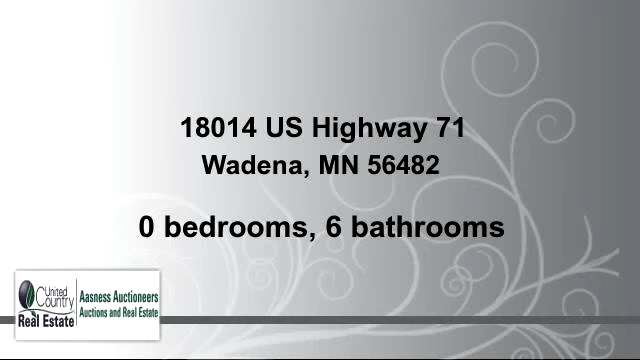 18014 US Highway 71
Wadena, MN 56482
0 bedrooms, 6 bathrooms
United
Country
Real Estate
Aasness Auctioneers
Auctions and Real Estate